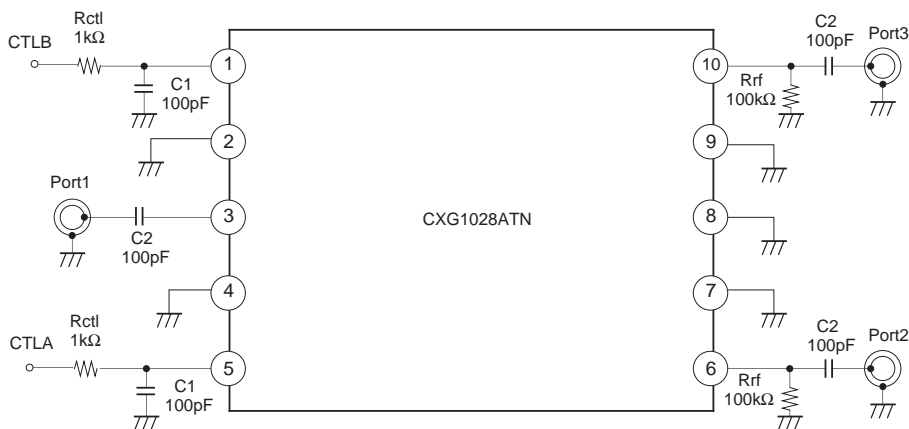 Rctl
1kΩ
CTLB
C1
100pF
1
2
Port1
C2
100pF
3
4
Rctl
1kΩ
CTLA
C1
100pF
5
CXG1028ATN
C2
100pF
Port3
10
Rrf
100kΩ
9
8
7
C2
100pF
Port2
6
Rrf
100kΩ